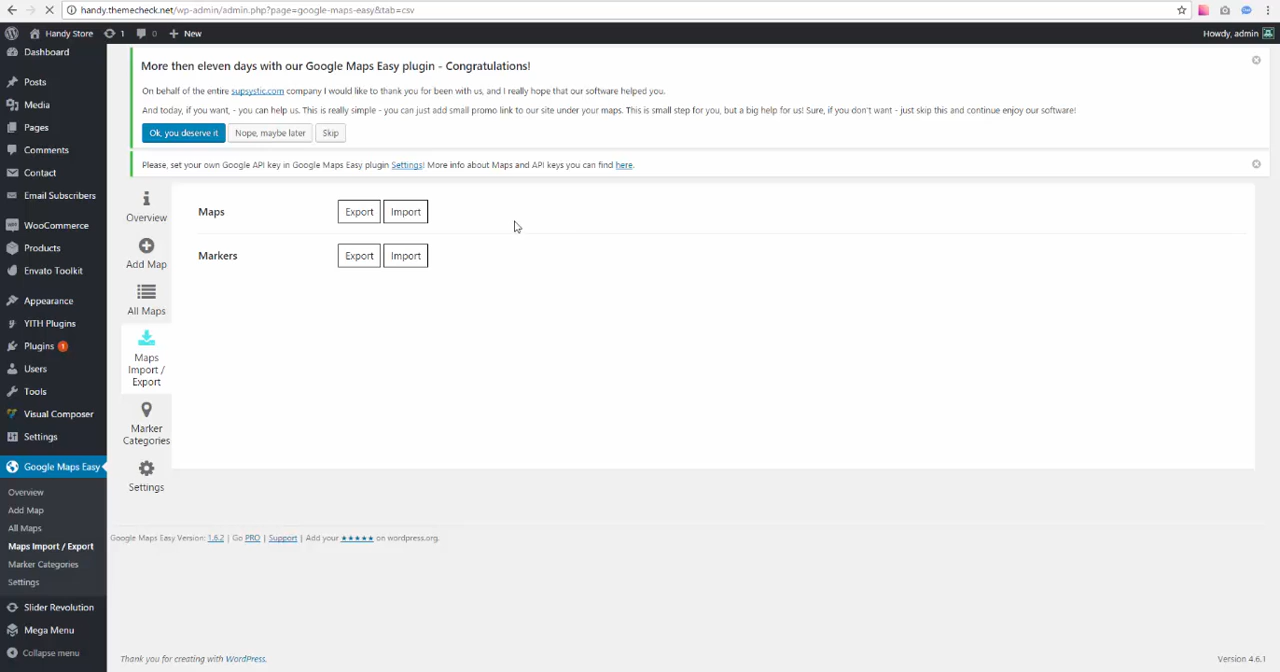 handy.themecheck.net/wp-admin/admin.php?page=google-maps-easy&tab=csv
Handy Store 1 0 New Howdy, admin
Dashboard
Posts
Media
Pages
Comments
Contact
Email Subscribers
WooCommerce
Products
Envato Toolkit
Appearance
YITH Plugins
Plugins 1
Users
Tools
Visual Composer
Settings
Google Maps Easy
Overview
Add Map
All Maps
Maps Import / Export
Marker Categories
Settings
Slider Revolution
Mega Menu
Collapse menu
More then eleven days with our Google Maps Easy plugin - Congratulations!
On behalf of the entire supsystic.com company I would like to thank you for been with us, and I really hope that our software helped you.
And today, if you want, - you can help us. This is really simple - you can just add small promo link to our site under your maps. This is small step for you, but a big help for us! Sure, if you don't want - just skip this and continue enjoy our software!
Ok, you deserve it Nope, maybe later Skip
Please, set your own Google API key in Google Maps Easy plugin Settings! More info about Maps and API keys you can find here.
Overview
Add Map
All Maps
Maps
Import /
Export
Marker
Categories
Settings
Maps Export Import
Markers Export Import
Google Maps Easy Version: 1.6.2 | Go PRO | Support | Add your ★★★★★ on wordpress.org.
Thank you for creating with WordPress. Version 4.6.1